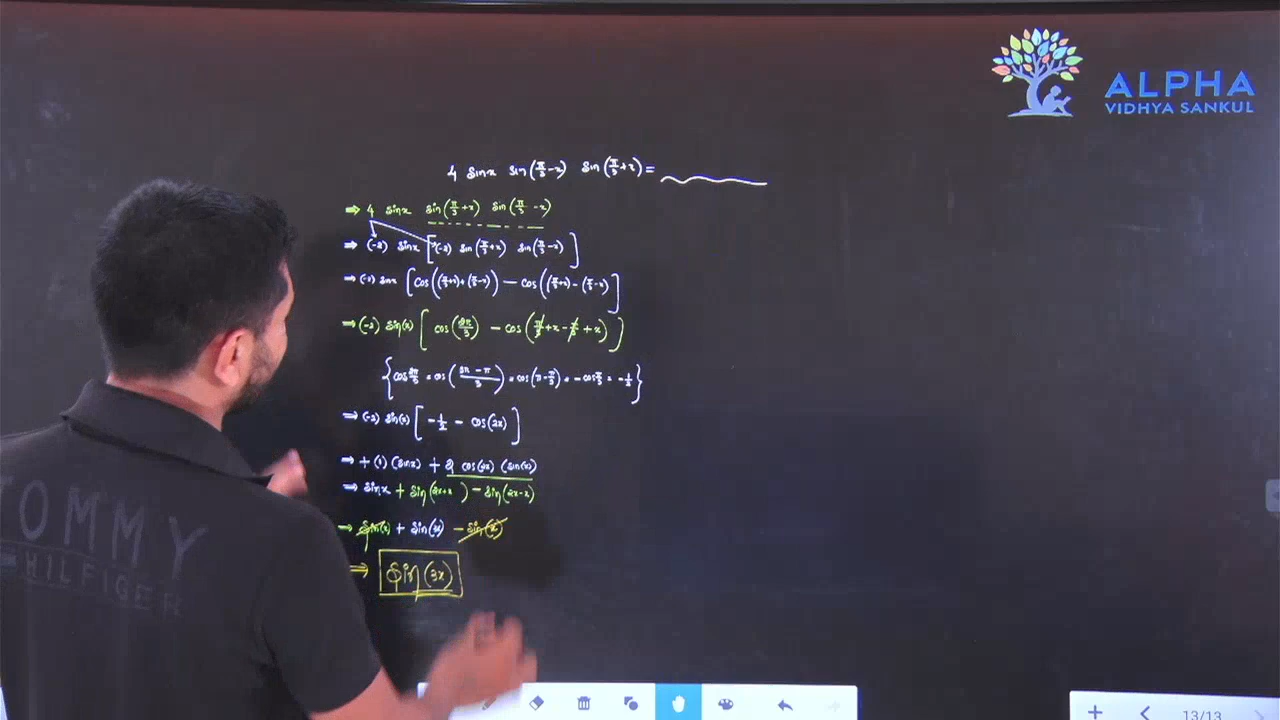 ALPHA
VIDHYA SANKUL
4 sinx sin(π/3-x) sin(π/3+x) =
⇒ 4 sinx sin(π/3+x) sin(π/3-x)
⇒ (-2) sinx [(-2) sin(π/3+x) sin(π/3-x)]
⇒ (-2) sinx [cos((π/3+x)+(π/3-x)) - cos((π/3+x)-(π/3-x)]
⇒ (-2) sin(x) [cos(2π/3) - cos(π/3+x-π/3+x)]
{cos 2π/3 = cos(3π-π/3) = cos(π-π/3) = -cos π/3 = -1/2}
⇒ (-2) sin(x) [-1/2 - cos(2x)]
⇒ +(1) (sinx) + 2 cos(2x) (sin(x)
⇒ sinx + sin(2x+x) - sin(2x-x)
⇒ sin(x) + sin(3x) - sin(x)
⇒ sin(3x)
TOMMY
HILFIGER
13/13